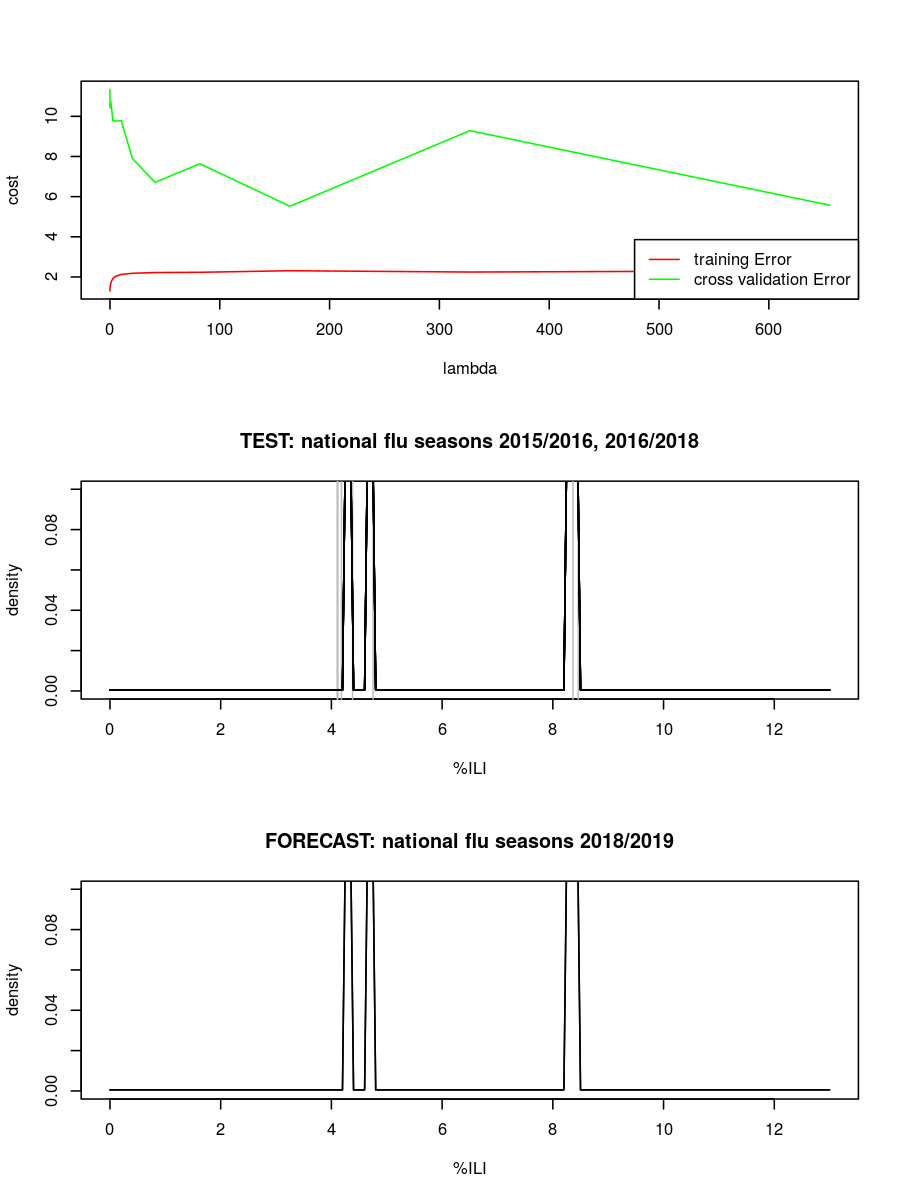 10
8
6
4
2
cost
training Error
cross validation Error
0 100 200 300 400 500 600
lambda
TEST: national flu seasons 2015/2016, 2016/2018
0.08
0.04
0.00
density
0 2 4 6 8 10 12
%ILI
FORECAST: national flu seasons 2018/2019
0.08
0.04
0.00
density
0 2 4 6 8 10 12
%ILI